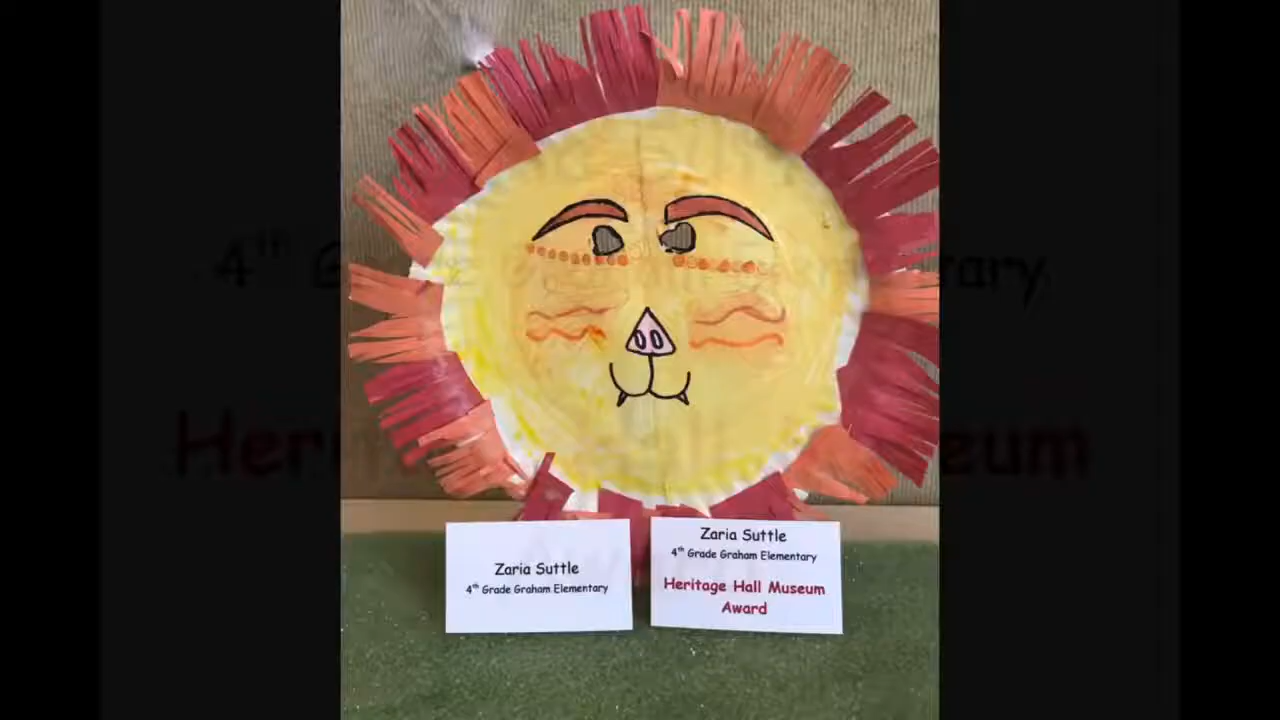 Zaria Suttle
4th Grade Graham Elementary
Zaria Suttle
4th Grade Graham Elementary
Heritage Hall Museum
Award